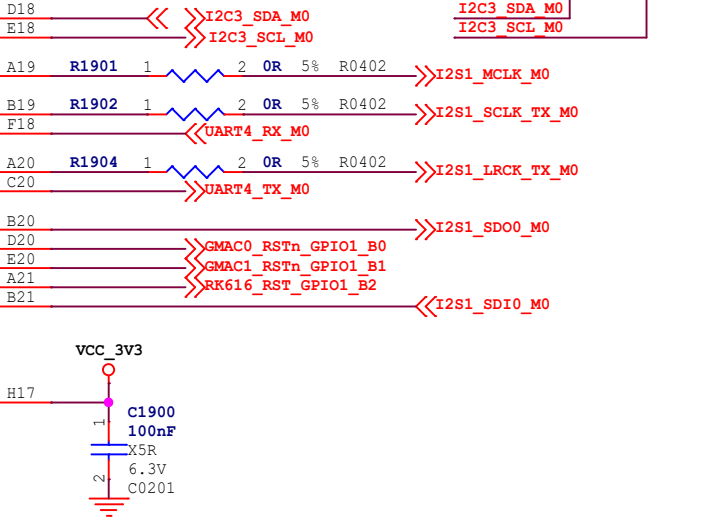 D18 I2C3_SDA_M0 I2C3_SDA_M0
E18 I2C3_SCL_M0 I2C3_SCL_M0
A19 R1901 1 2 0R 5% R0402 I2S1_MCLK_M0
B19 R1902 1 2 0R 5% R0402 I2S1_SCLK_TX_M0
F18 UART4_RX_M0
A20 R1904 1 2 0R 5% R0402 I2S1_LRCK_TX_M0
C20 UART4_TX_M0
B20 I2S1_SDO0_M0
D20 GMAC0_RSTn_GPIO1_B0
E20 GMAC1_RSTn_GPIO1_B1
A21 RK616_RST_GPIO1_B2
B21 I2S1_SDI0_M0
VCC_3V3
H17
1 C1900
100nF
X5R
2 6.3V
C0201